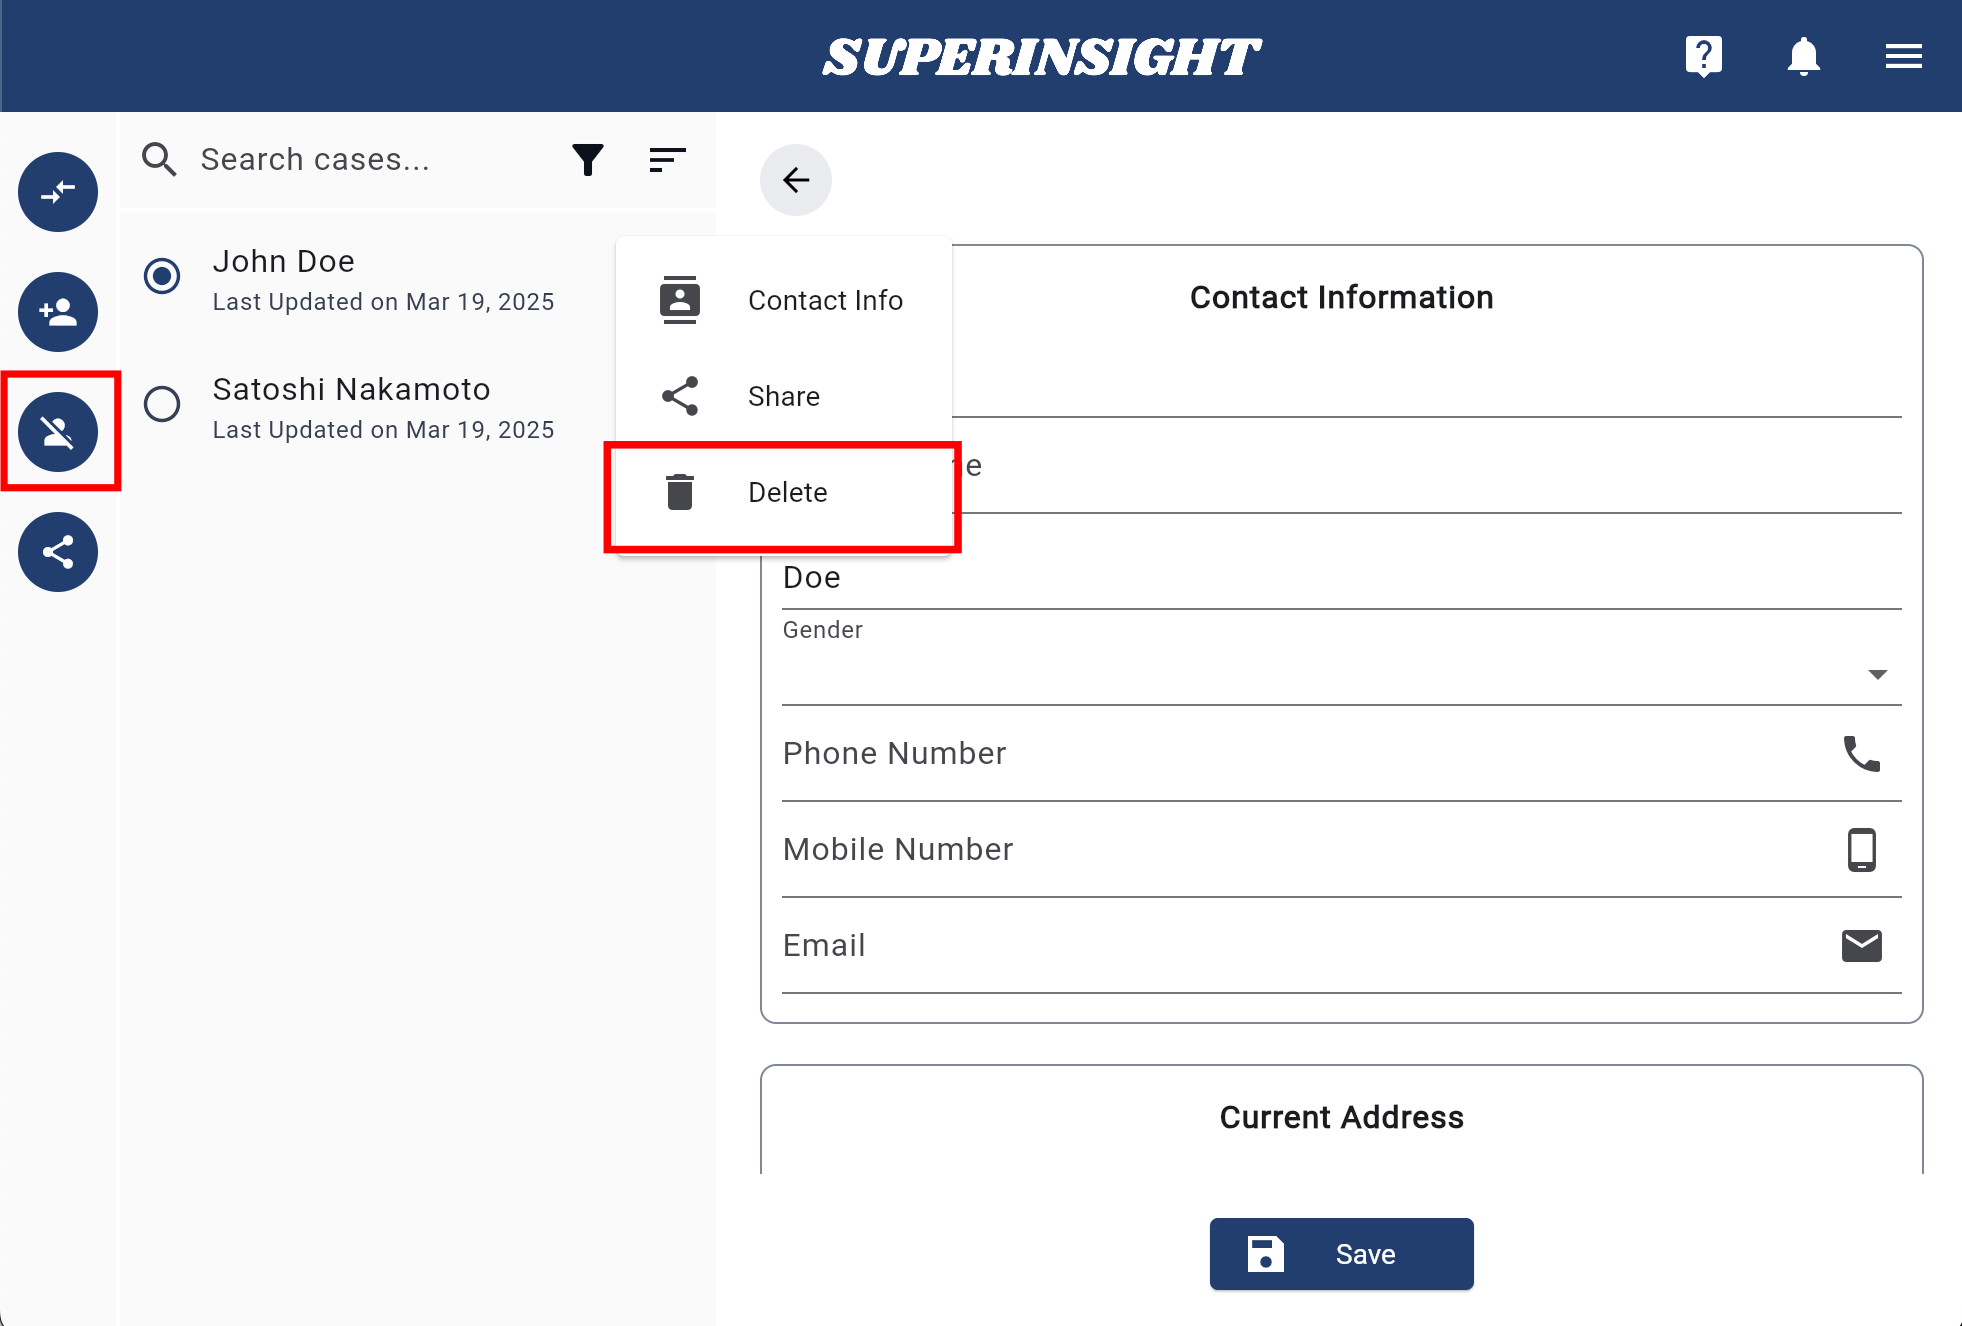 SUPERINSIGHT
Search cases...
John Doe
Last Updated on Mar 19, 2025
Satoshi Nakamoto
Last Updated on Mar 19, 2025
Contact Info
Share
Delete
Contact Information
Doe
Gender
Phone Number
Mobile Number
Email
Current Address
Save